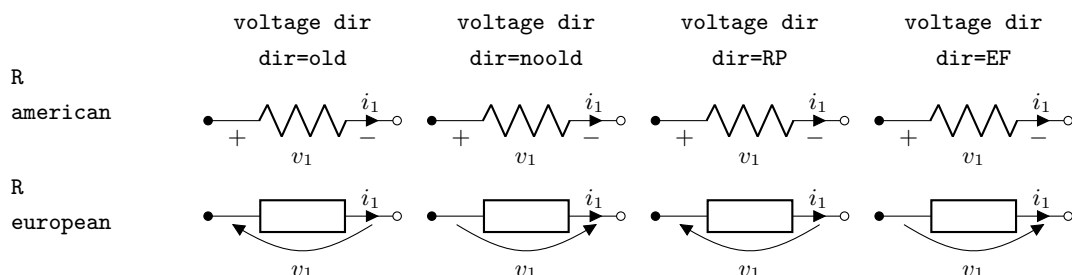 voltage dir voltage dir voltage dir voltage dir
dir=old dir=noold dir=RP dir=EF
R
american
i₁ i₁ i₁ i₁
+ − + − + − + −
v₁ v₁ v₁ v₁
R
european
i₁ i₁ i₁ i₁
v₁ v₁ v₁ v₁